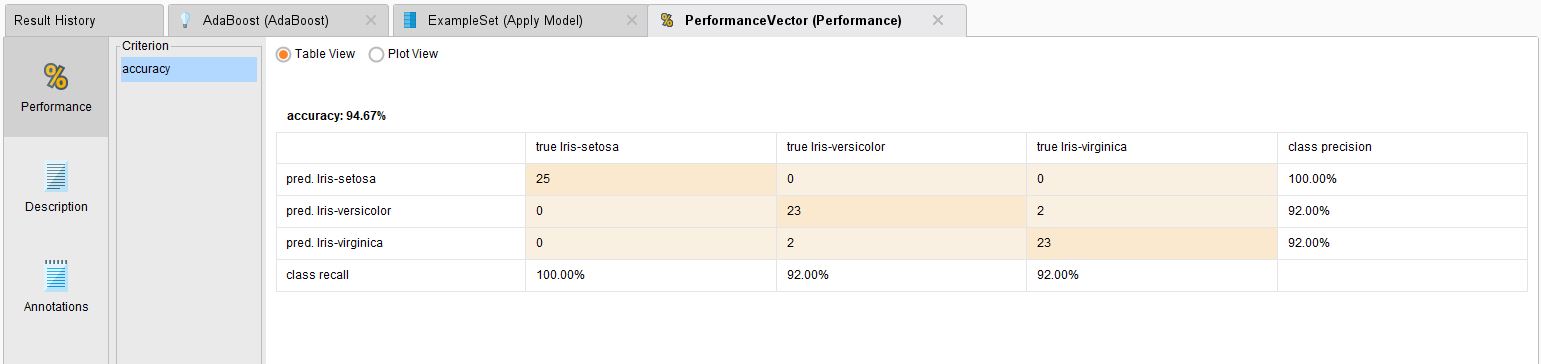 Result History AdaBoost (AdaBoost) ExampleSet (Apply Model) % PerformanceVector (Performance)
Criterion
accuracy
%
Performance
Description
Annotations
Table View Plot View
accuracy: 94.67%
true Iris-setosa true Iris-versicolor true Iris-virginica class precision
pred. Iris-setosa 25 0 0 100.00%
pred. Iris-versicolor 0 23 2 92.00%
pred. Iris-virginica 0 2 23 92.00%
class recall 100.00% 92.00% 92.00%